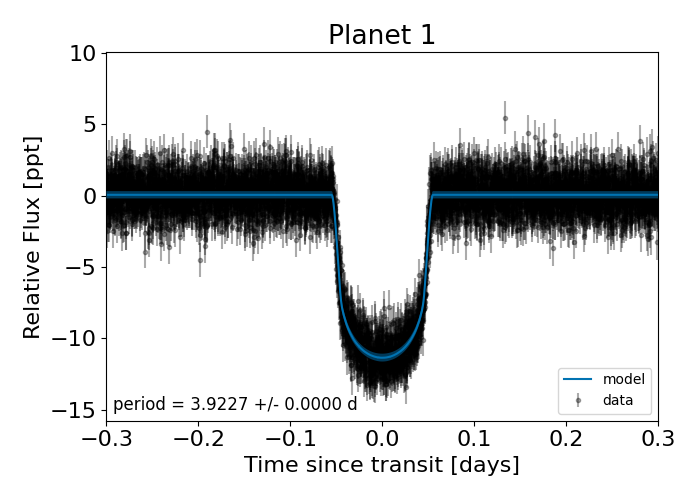 Planet 1
Relative Flux [ppt]
10
5
0
−5
−10
−15
period = 3.9227 +/- 0.0000 d
model
data
−0.3 −0.2 −0.1 0.0 0.1 0.2 0.3
Time since transit [days]